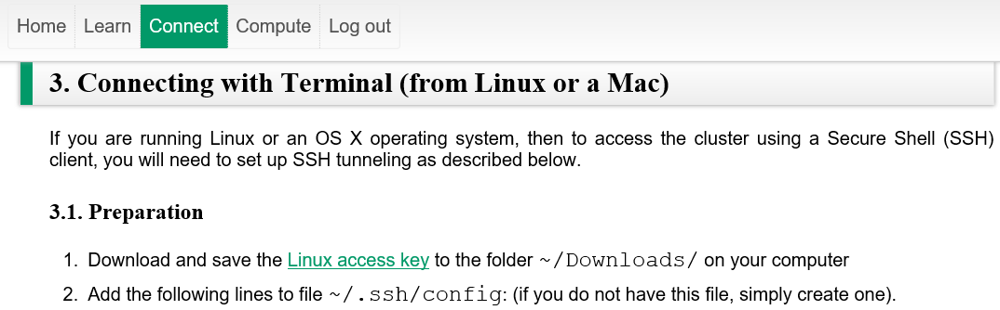 Home Learn Connect Compute Log out
3. Connecting with Terminal (from Linux or a Mac)
If you are running Linux or an OS X operating system, then to access the cluster using a Secure Shell (SSH)
client, you will need to set up SSH tunneling as described below.
3.1. Preparation
1. Download and save the Linux access key to the folder ~/Downloads/ on your computer
2. Add the following lines to file ~/.ssh/config: (if you do not have this file, simply create one).